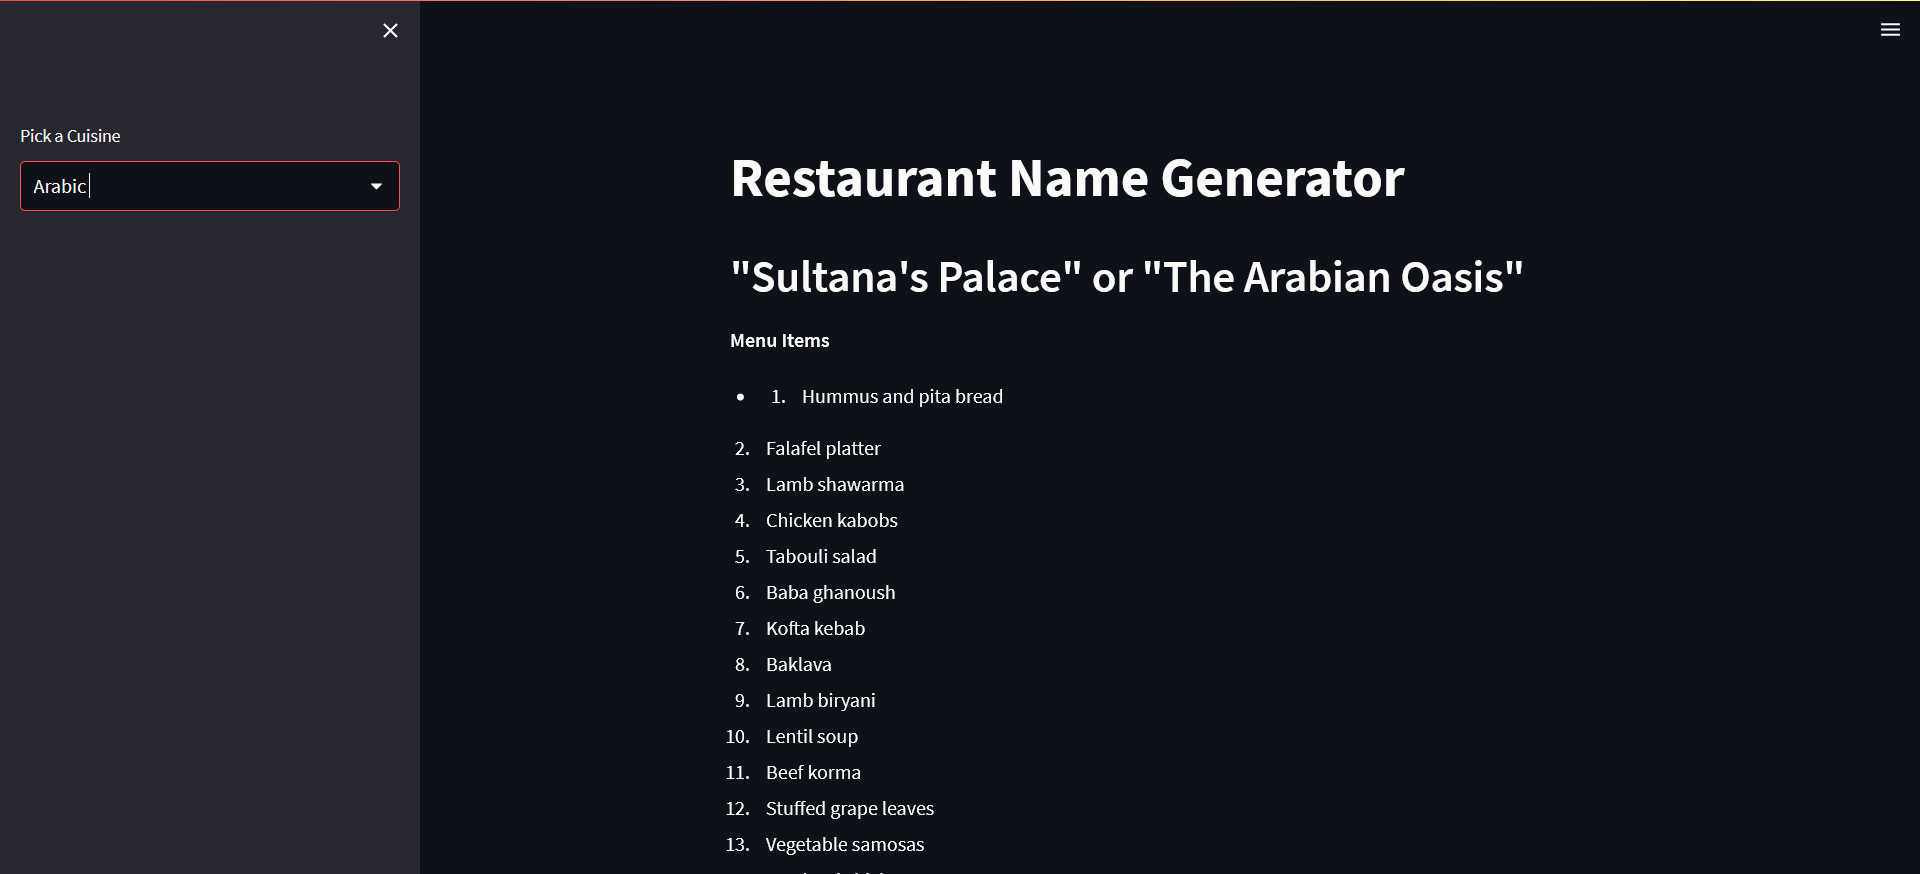 Pick a Cuisine
Arabic
Restaurant Name Generator
"Sultana's Palace" or "The Arabian Oasis"
Menu Items
• 1. Hummus and pita bread
2. Falafel platter
3. Lamb shawarma
4. Chicken kabobs
5. Tabouli salad
6. Baba ghanoush
7. Kofta kebab
8. Baklava
9. Lamb biryani
10. Lentil soup
11. Beef korma
12. Stuffed grape leaves
13. Vegetable samosas